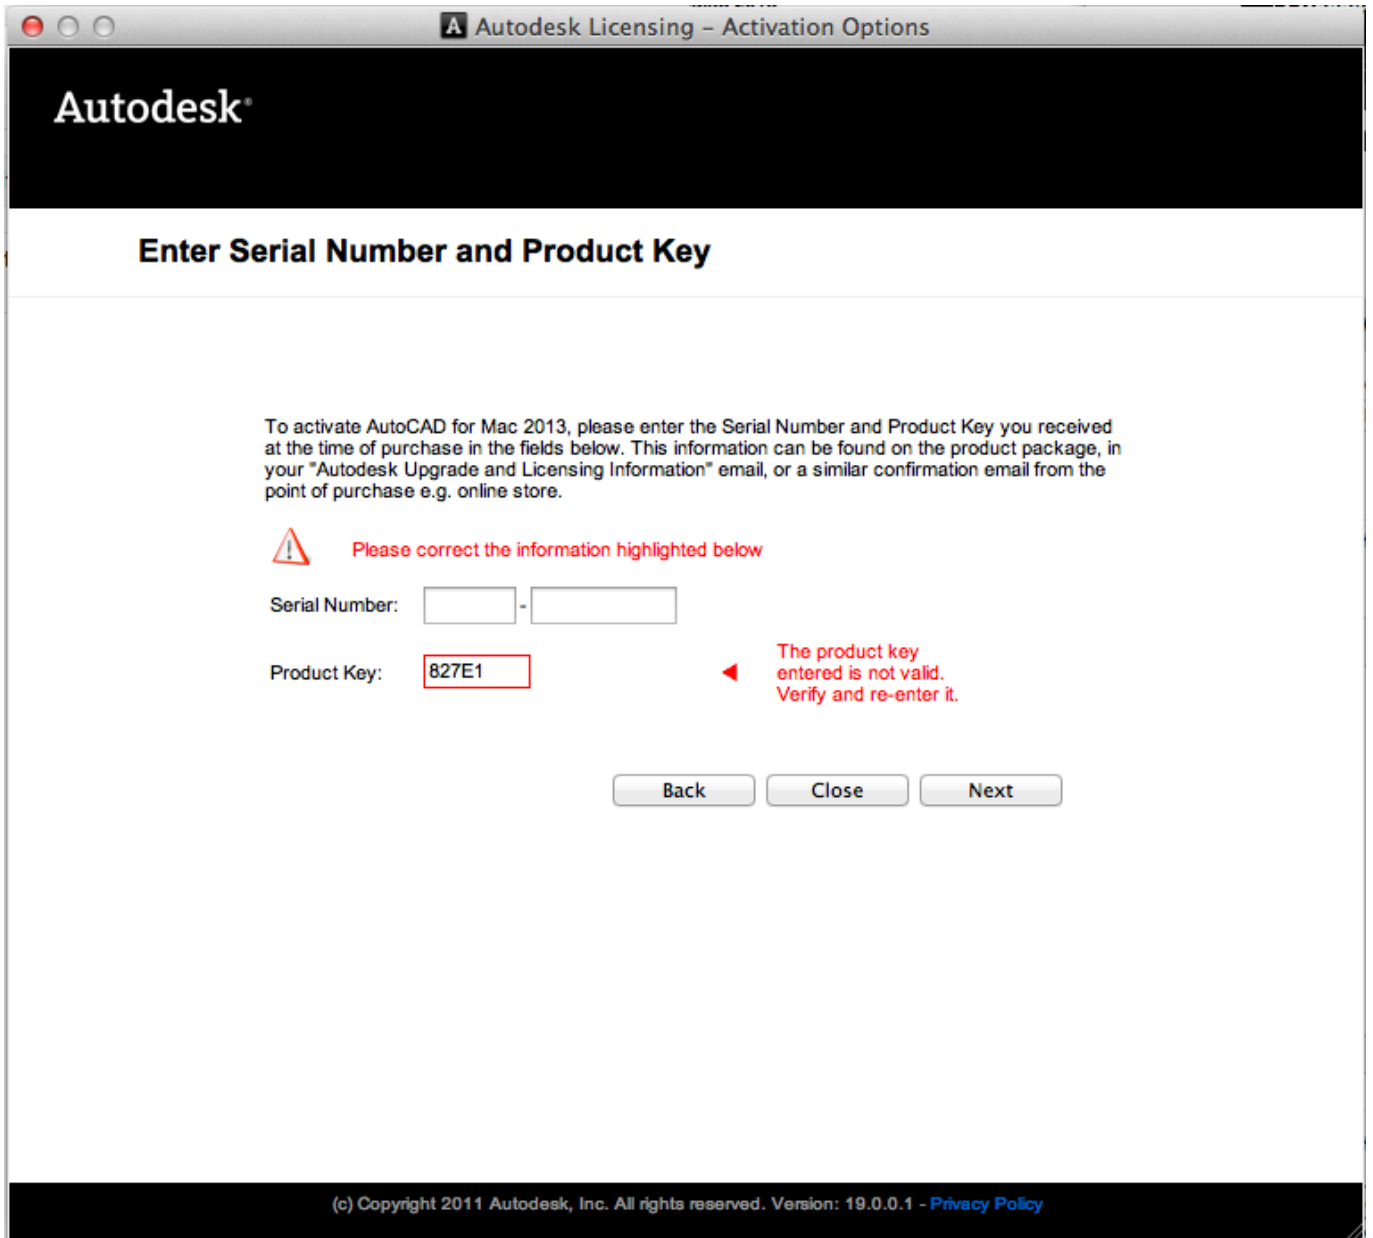 Autodesk Licensing – Activation Options
Autodesk®
Enter Serial Number and Product Key
To activate AutoCAD for Mac 2013, please enter the Serial Number and Product Key you received
at the time of purchase in the fields below. This information can be found on the product package, in
your "Autodesk Upgrade and Licensing Information" email, or a similar confirmation email from the
point of purchase e.g. online store.
Please correct the information highlighted below
Serial Number: -
Product Key: 827E1
The product key
entered is not valid.
Verify and re-enter it.
Back Close Next
(c) Copyright 2011 Autodesk, Inc. All rights reserved. Version: 19.0.0.1 - Privacy Policy